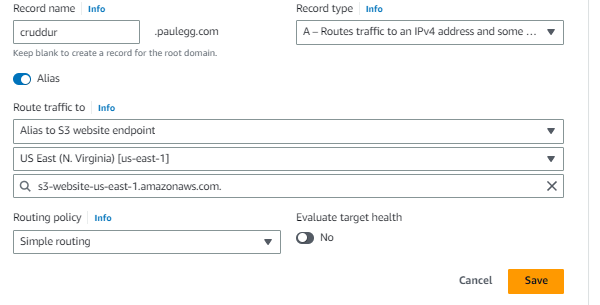 Record name Info
Record type Info
cruddur .paulegg.com
A – Routes traffic to an IPv4 address and some ...
Keep blank to create a record for the root domain.
Alias
Route traffic to Info
Alias to S3 website endpoint
US East (N. Virginia) [us-east-1]
s3-website-us-east-1.amazonaws.com.
Routing policy Info
Evaluate target health
Simple routing
No
Cancel
Save